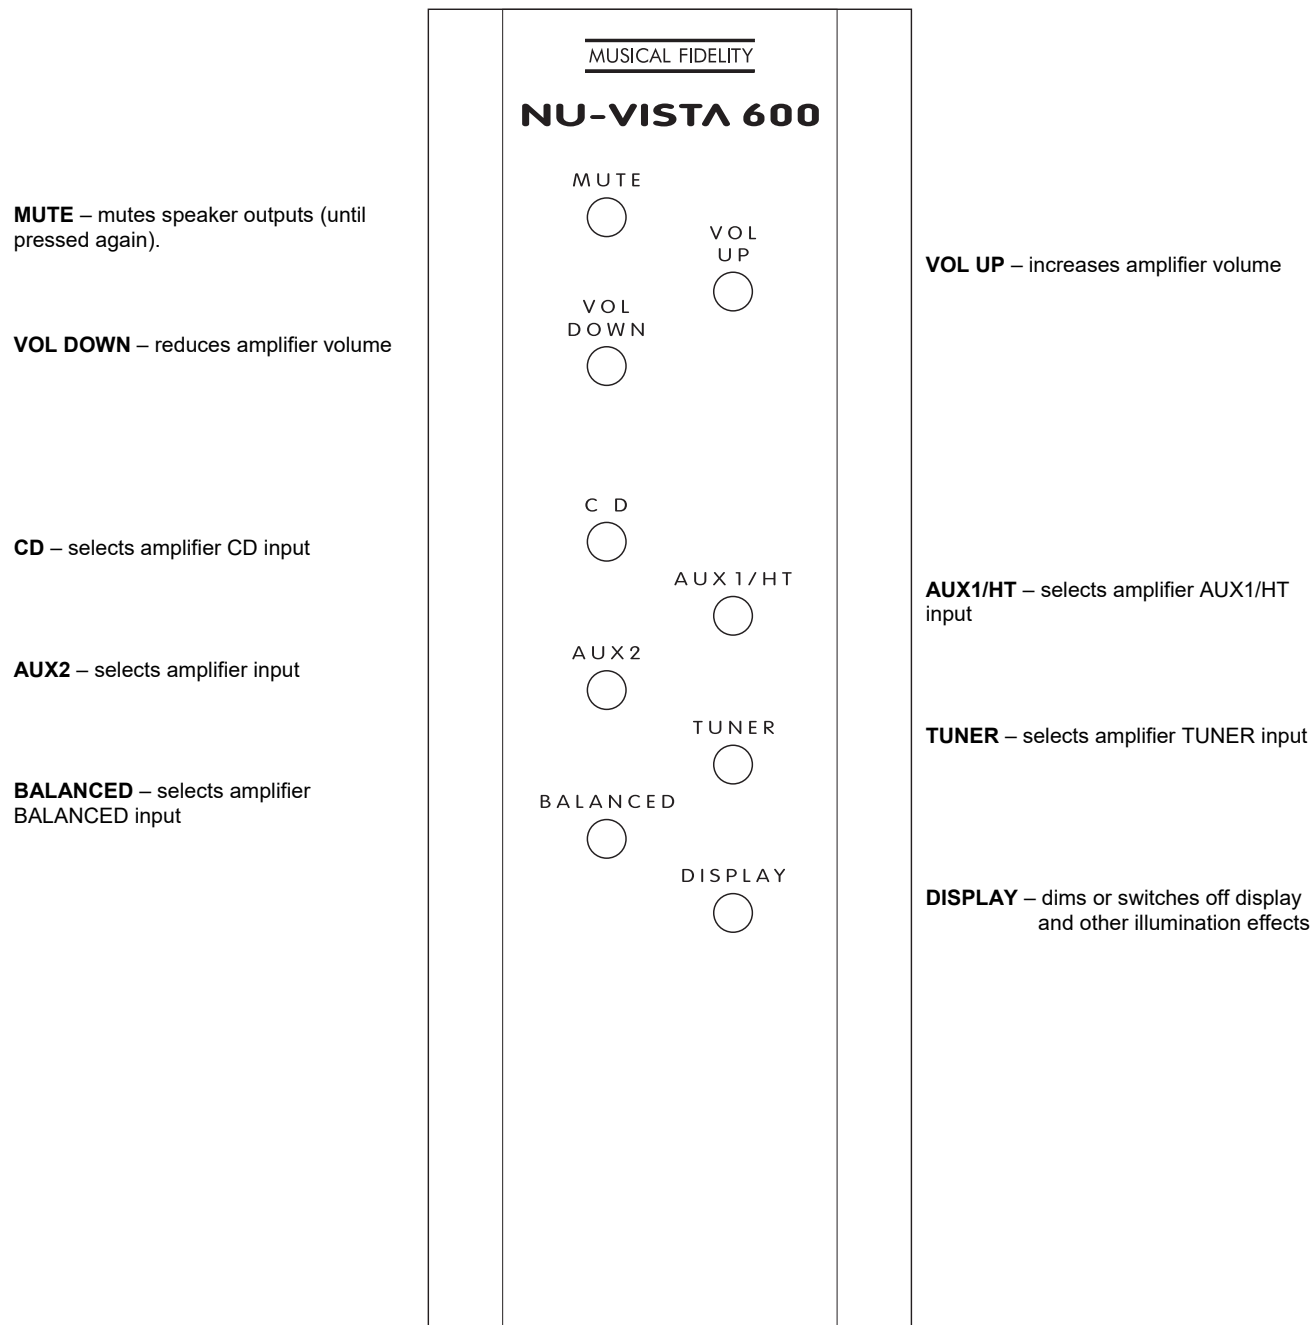 MUSICAL FIDELITY
NU-VISTA 600
MUTE
MUTE – mutes speaker outputs (until
pressed again).
VOL
UP
VOL UP – increases amplifier volume
VOL
DOWN
VOL DOWN – reduces amplifier volume
C D
CD – selects amplifier CD input
AUX1/HT
AUX1/HT – selects amplifier AUX1/HT
input
AUX2
AUX2 – selects amplifier input
TUNER
TUNER – selects amplifier TUNER input
BALANCED – selects amplifier
BALANCED input
BALANCED
DISPLAY
DISPLAY – dims or switches off display
and other illumination effects